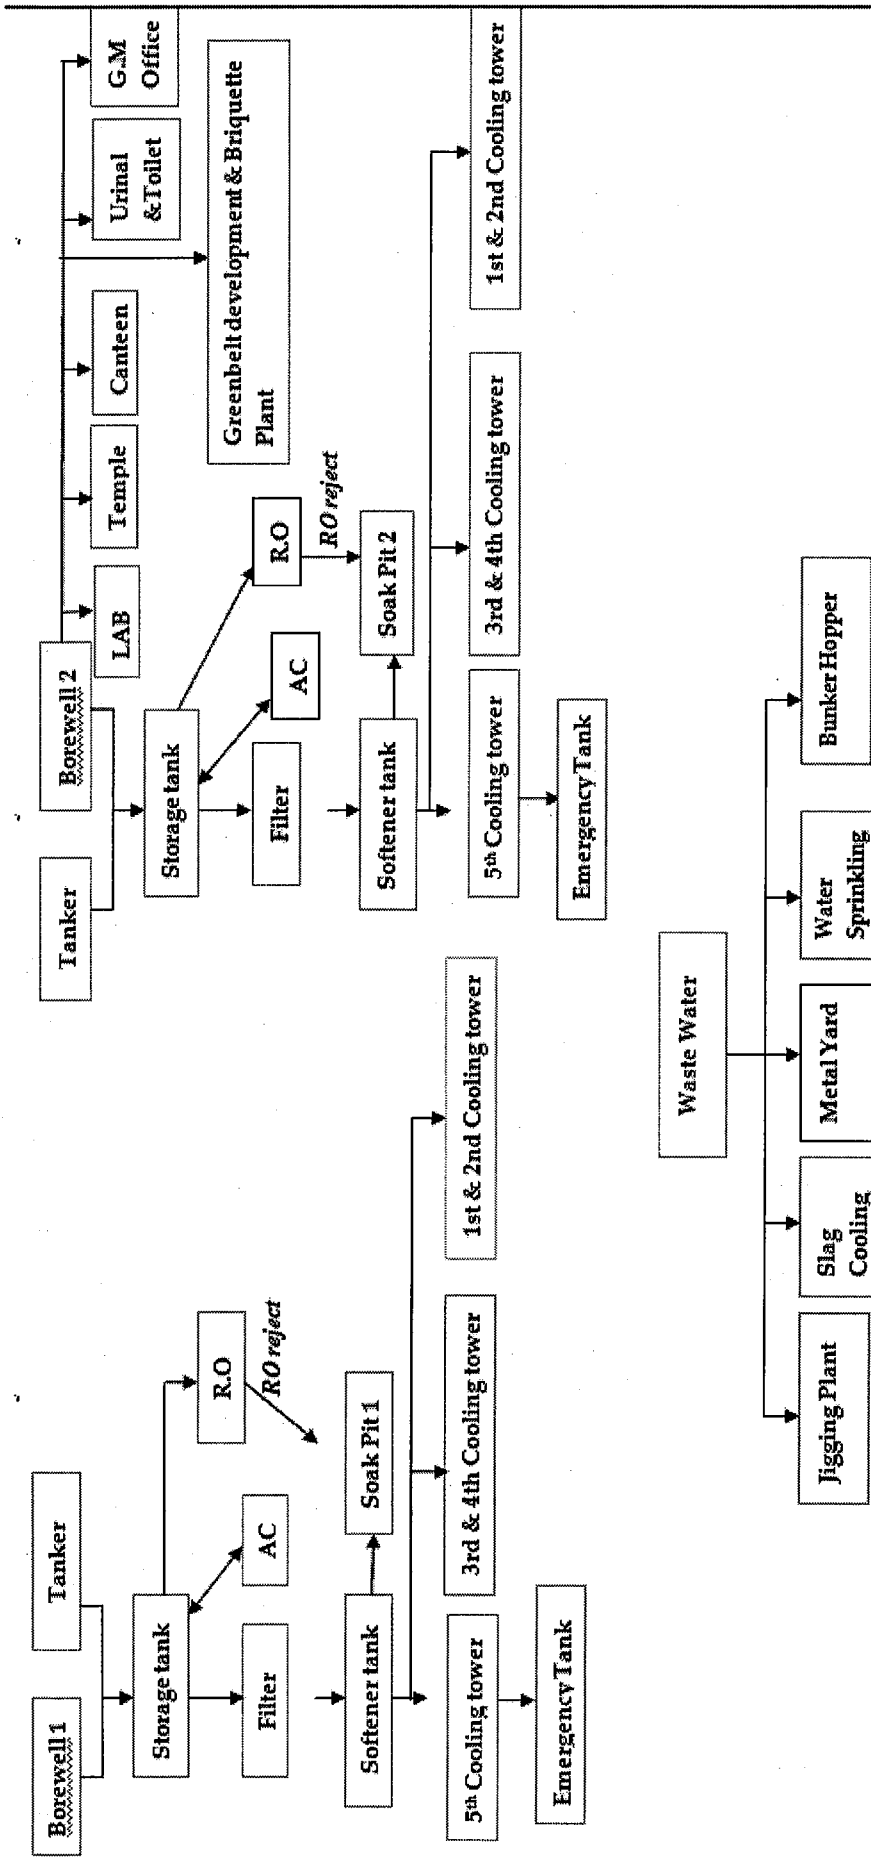 Borewell 1
Tanker
Storage tank
R.O
RO reject
AC
Filter
Softener tank
Soak Pit 1
5th Cooling tower
3rd & 4th Cooling tower
1st & 2nd Cooling tower
Emergency Tank
Tanker
Borewell 2
LAB
Temple
Canteen
Urinal
& Toilet
G.M
Office
Greenbelt development & Briquette
Plant
Storage tank
AC
R.O
RO reject
Filter
Softener tank
Soak Pit 2
5th Cooling tower
3rd & 4th Cooling tower
1st & 2nd Cooling tower
Emergency Tank
Waste Water
Jigging Plant
Slag
Cooling
Metal Yard
Water
Sprinkling
Bunker Hopper